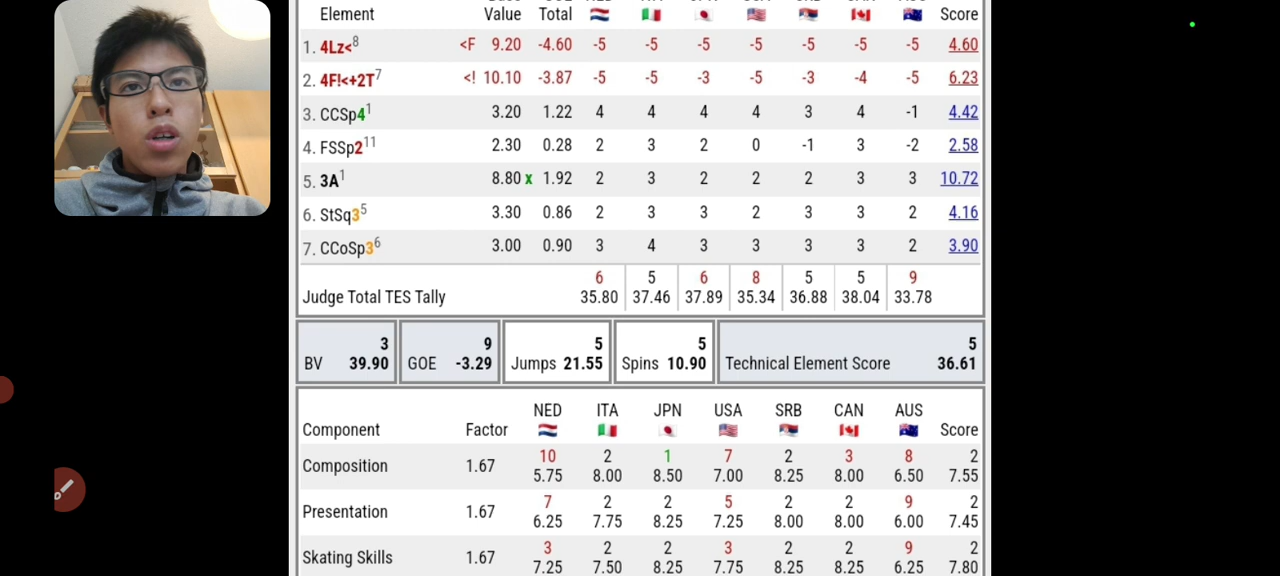 Element Value Total Score
1. 4Lz<8 <F 9.20 -4.60 -5 -5 -5 -5 -5 -5 -5 4.60
2. 4F!<+2T7 <! 10.10 -3.87 -5 -5 -3 -5 -3 -4 -5 6.23
3. CCSp41 3.20 1.22 4 4 4 4 3 4 -1 4.42
4. FSSp211 2.30 0.28 2 3 2 0 -1 3 -2 2.58
5. 3A1 8.80 x 1.92 2 3 2 2 2 3 3 10.72
6. StSq35 3.30 0.86 2 3 3 2 3 3 2 4.16
7. CCoSp36 3.00 0.90 3 4 3 3 3 3 2 3.90
6 5 6 8 5 5 9
Judge Total TES Tally 35.80 37.46 37.89 35.34 36.88 38.04 33.78
3 9 5 5 5
BV 39.90 GOE -3.29 Jumps 21.55 Spins 10.90 Technical Element Score 36.61
NED ITA JPN USA SRB CAN AUS
Component Factor Score
10 2 1 7 2 3 8 2
Composition 1.67 5.75 8.00 8.50 7.00 8.25 8.00 6.50 7.55
7 2 2 5 2 2 9 2
Presentation 1.67 6.25 7.75 8.25 7.25 8.00 8.00 6.00 7.45
3 2 2 3 2 2 9 2
Skating Skills 1.67 7.25 7.50 8.25 7.75 8.25 8.25 6.25 7.80